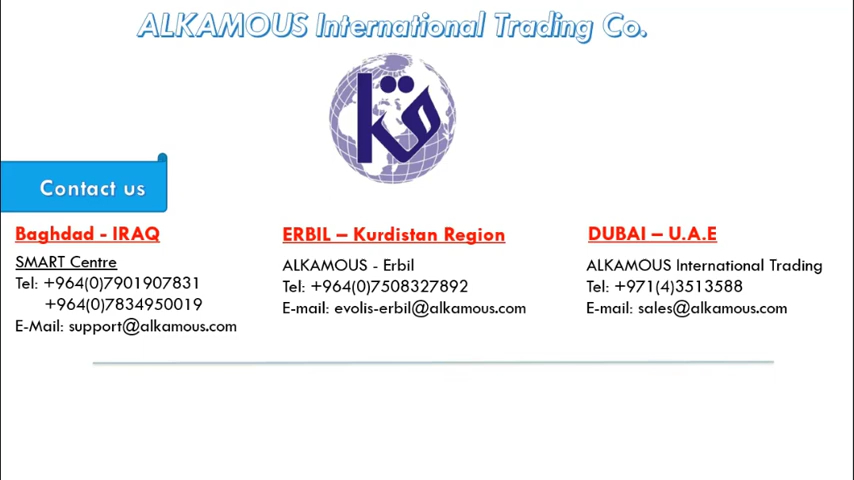 ALKAMOUS International Trading Co.
Contact us
Baghdad - IRAQ
SMART Centre
Tel: +964(0)7901907831
+964(0)7834950019
E-Mail: support@alkamous.com
ERBIL – Kurdistan Region
ALKAMOUS - Erbil
Tel: +964(0)7508327892
E-mail: evolis-erbil@alkamous.com
DUBAI – U.A.E
ALKAMOUS International Trading
Tel: +971(4)3513588
E-mail: sales@alkamous.com